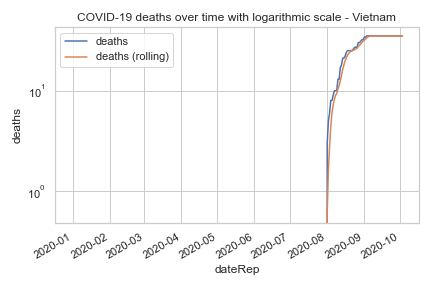 COVID-19 deaths over time with logarithmic scale - Vietnam
deaths
deaths (rolling)
10¹
10⁰
deaths
2020-01
2020-02
2020-03
2020-04
2020-05
2020-06
2020-07
2020-08
2020-09
2020-10
dateRep